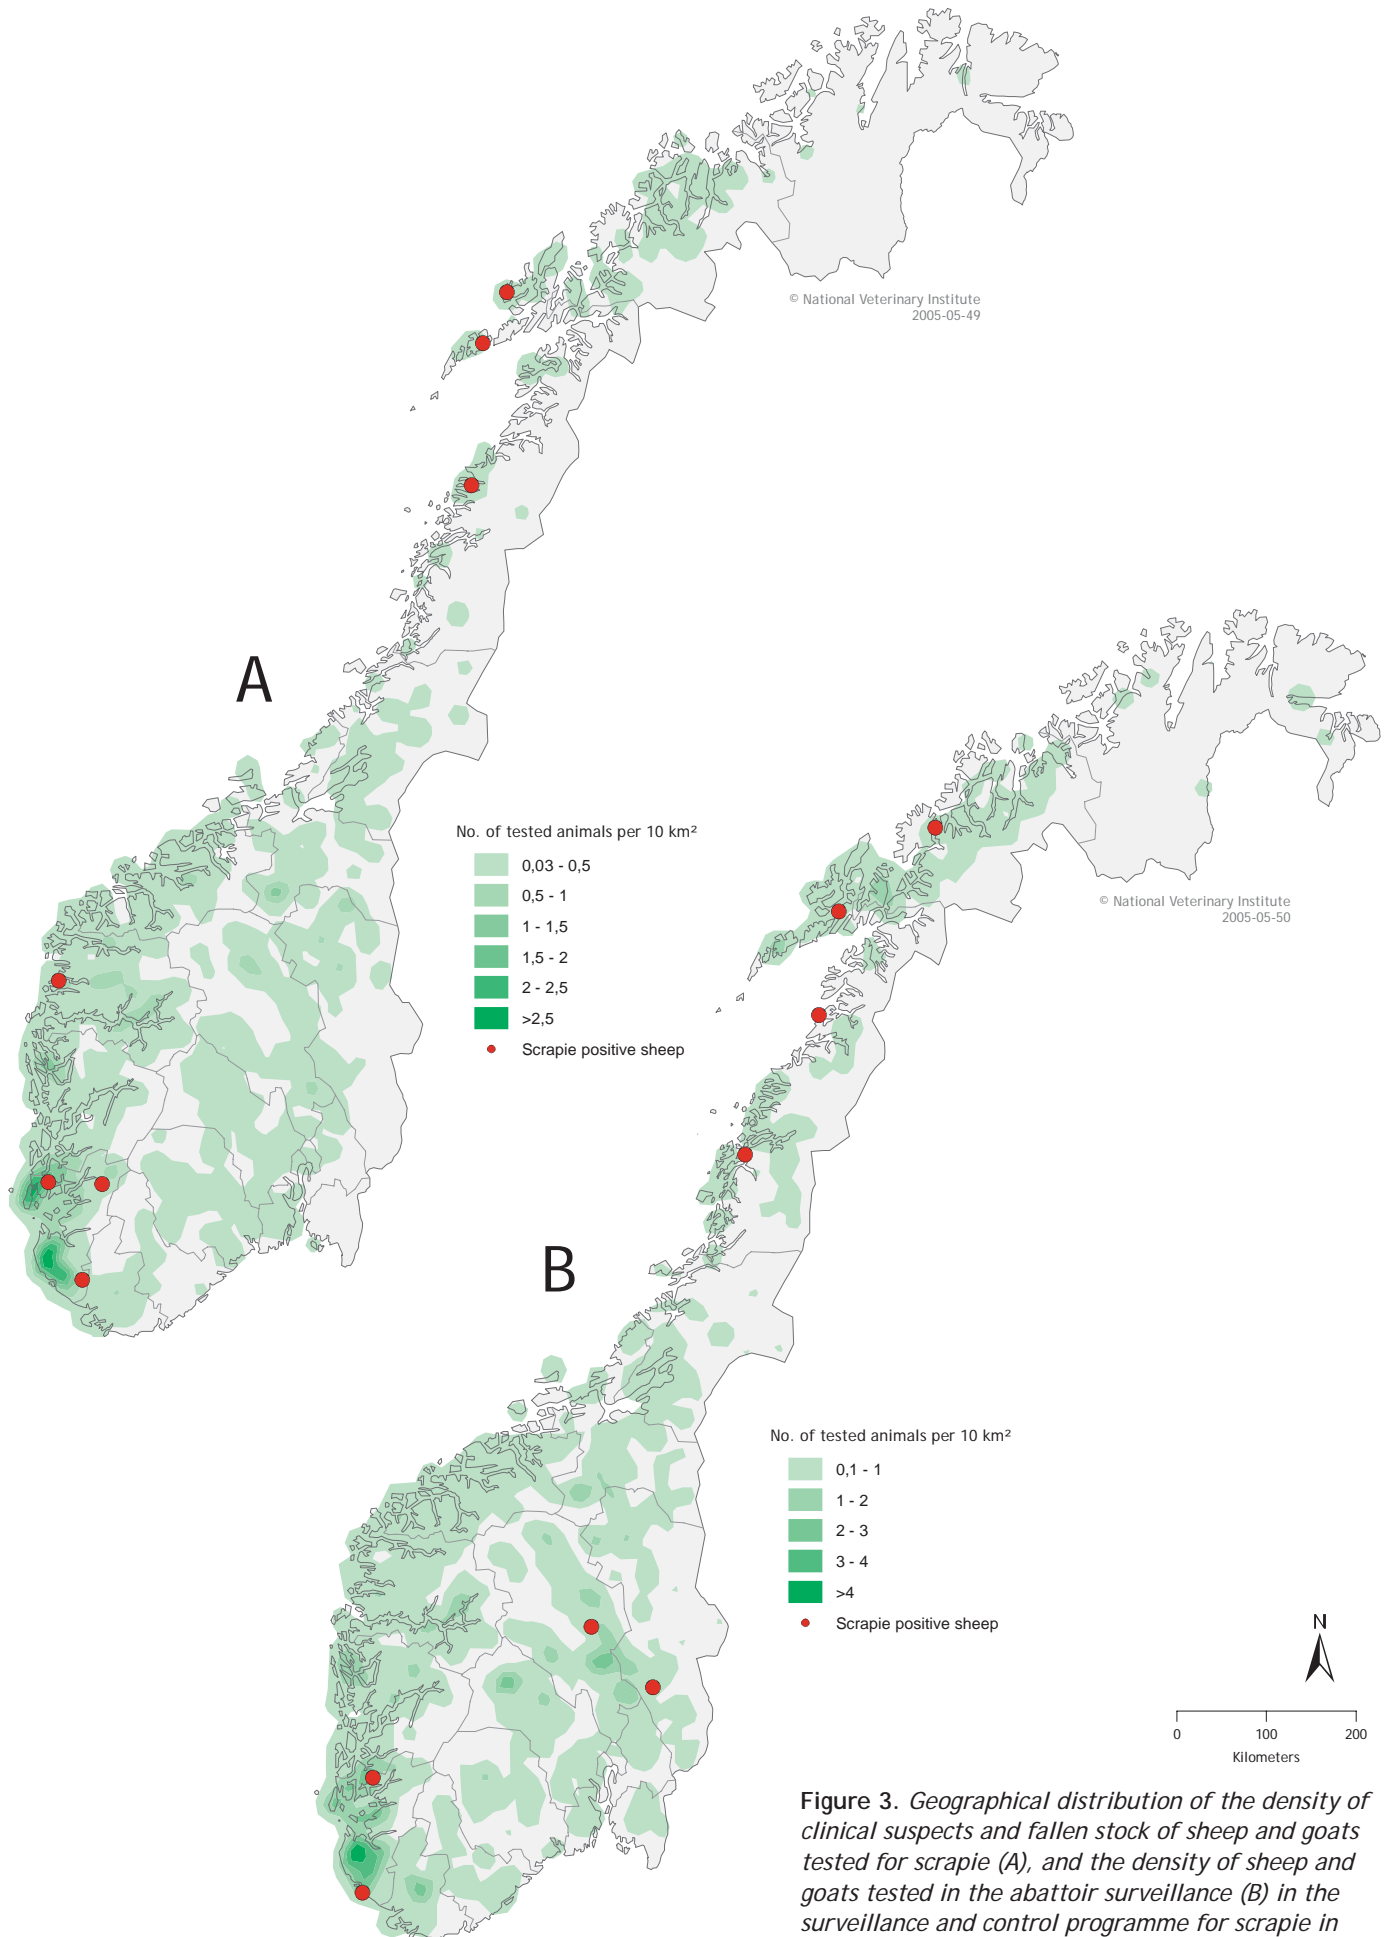 © National Veterinary Institute
2005-05-49
A
No. of tested animals per 10 km²
0,03 - 0,5
0,5 - 1
1 - 1,5
1,5 - 2
2 - 2,5
>2,5
Scrapie positive sheep
© National Veterinary Institute
2005-05-50
B
No. of tested animals per 10 km²
0,1 - 1
1 - 2
2 - 3
3 - 4
>4
Scrapie positive sheep
N
0 100 200
Kilometers
Figure 3. Geographical distribution of the density of
clinical suspects and fallen stock of sheep and goats
tested for scrapie (A), and the density of sheep and
goats tested in the abattoir surveillance (B) in the
surveillance and control programme for scrapie in